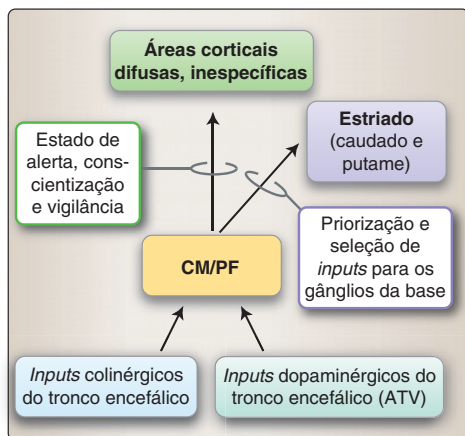 Áreas corticais
difusas, inespecíficas
Estado de
alerta, cons-
cientização
e vigilância
Estriado
(caudado e
putame)
Priorização e
seleção de
inputs para os
gânglios da base
CM/PF
Inputs colinérgicos
do tronco encefálico
Inputs dopaminérgicos do
tronco encefálico (ATV)